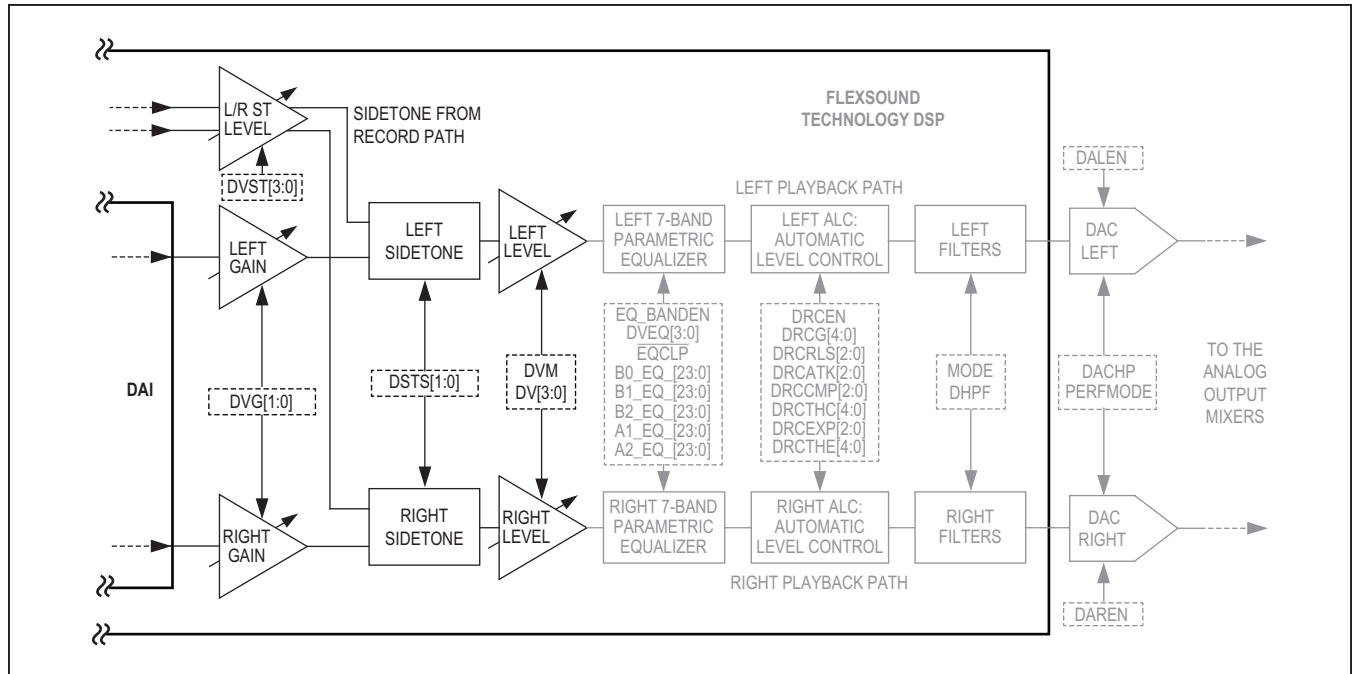 L/R ST
LEVEL
SIDETONE FROM
RECORD PATH
DVST[3:0]
FLEXSOUND
TECHNOLOGY DSP
DAI
LEFT
GAIN
DVG[1:0]
RIGHT
GAIN
LEFT
SIDETONE
DSTS[1:0]
RIGHT
SIDETONE
LEFT
LEVEL
DVM
DV[3:0]
RIGHT
LEVEL
LEFT PLAYBACK PATH
LEFT 7-BAND
PARAMETRIC
EQUALIZER
EQ_BANDEN
DVEQ[3:0]
EQCLP
B0_EQ_[23:0]
B1_EQ_[23:0]
B2_EQ_[23:0]
A1_EQ_[23:0]
A2_EQ_[23:0]
RIGHT 7-BAND
PARAMETRIC
EQUALIZER
LEFT ALC:
AUTOMATIC
LEVEL CONTROL
DRCEN
DRCG[4:0]
DRCRLS[2:0]
DRCATK[2:0]
DRCCMP[2:0]
DRCTHC[4:0]
DRCEXP[2:0]
DRCTHE[4:0]
RIGHT ALC:
AUTOMATIC
LEVEL CONTROL
RIGHT PLAYBACK PATH
LEFT
FILTERS
MODE
DHPF
RIGHT
FILTERS
DALEN
DAC
LEFT
DACHP
PERFMODE
DAC
RIGHT
DAREN
TO THE
ANALOG
OUTPUT
MIXERS